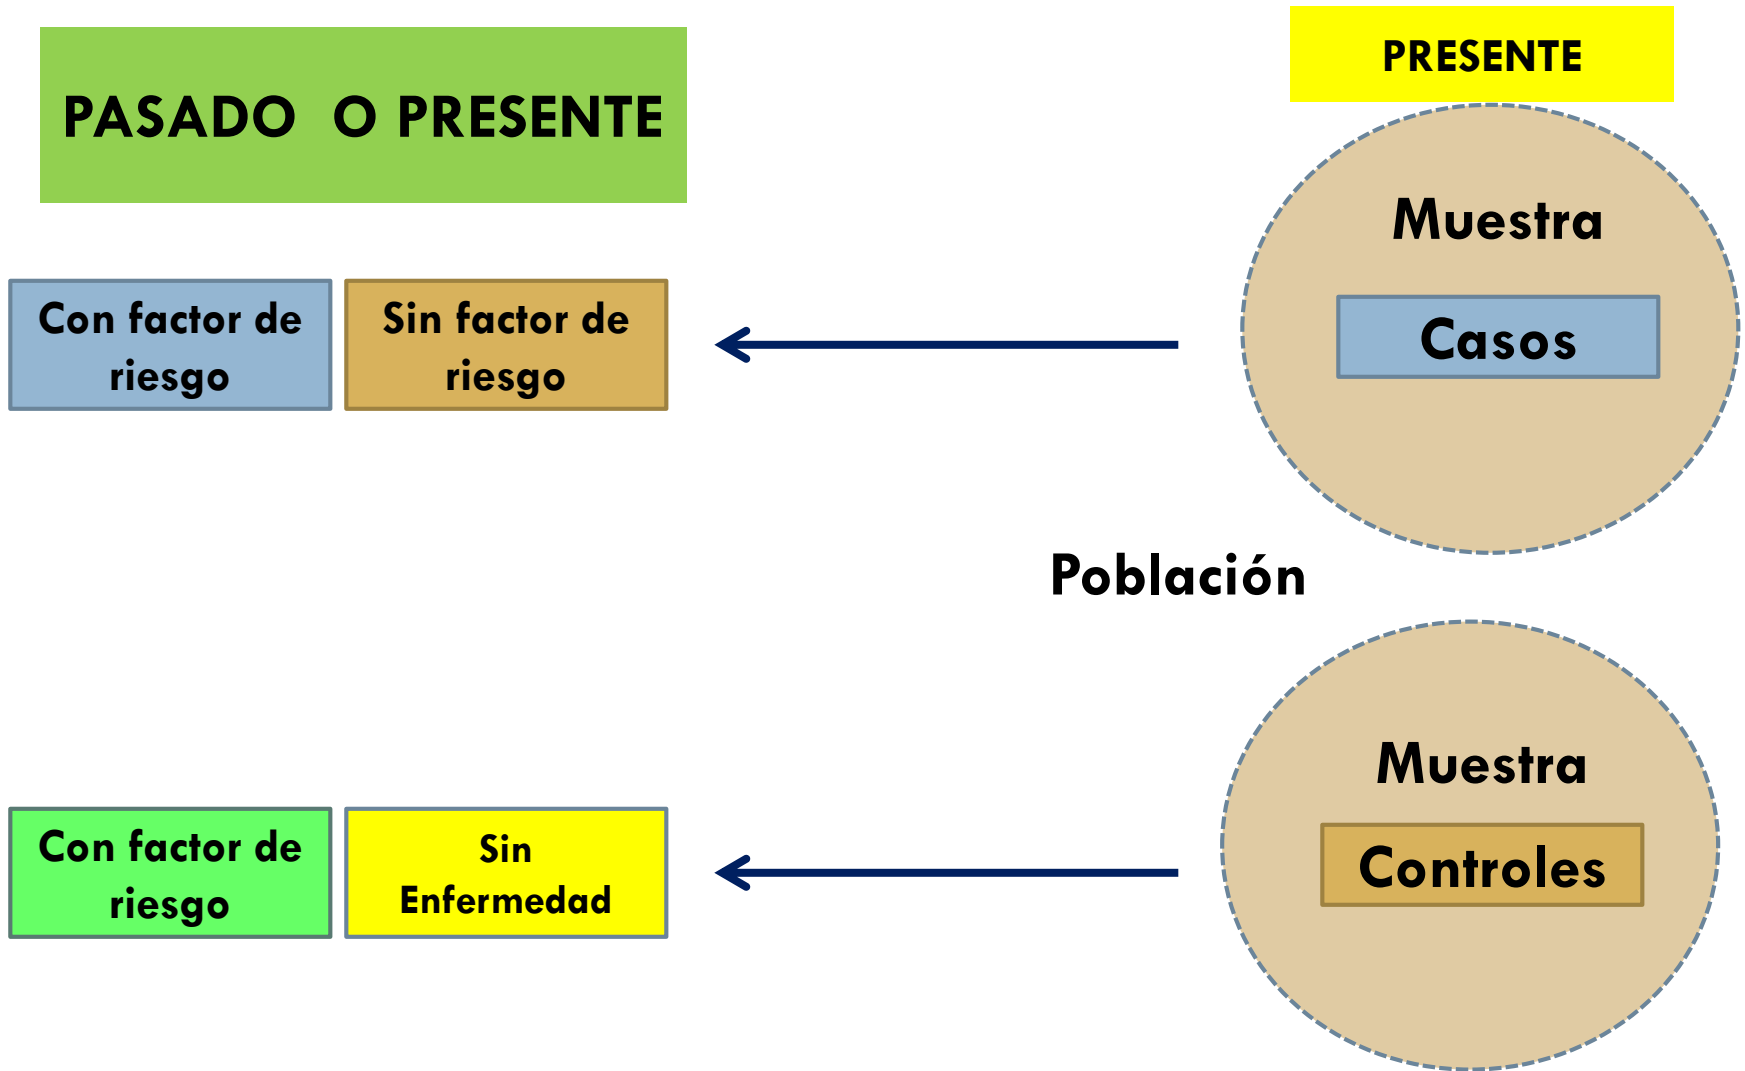 PRESENTE
PASADO O PRESENTE
Muestra
Con factor de
riesgo
Sin factor de
riesgo
Casos
Población
Muestra
Con factor de
riesgo
Sin
Enfermedad
Controles